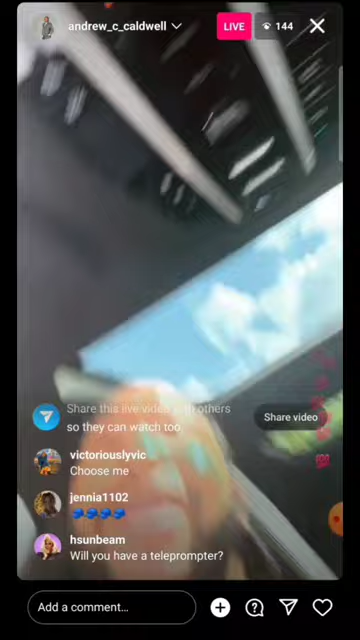 andrew_c_caldwell
LIVE
144
Share this live video with others
so they can watch too
Share video
victoriouslyvic
Choose me
jennia1102
hsunbeam
Will you have a teleprompter?
Add a comment...